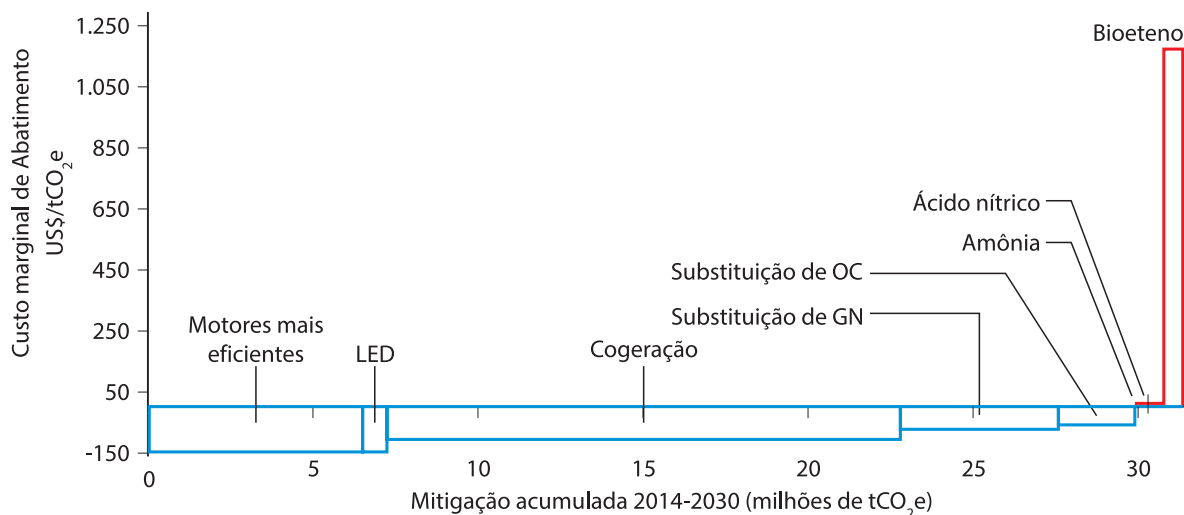 Custo marginal de Abatimento
US$/tCO₂e
1.250
1.050
850
650
450
250
50
-150
Bioeteno
Ácido nítrico
Amônia
Substituição de OC
Substituição de GN
Motores mais
eficientes
LED
Cogeração
0
5
10
15
20
25
30
Mitigação acumulada 2014-2030 (milhões de tCO₂e)